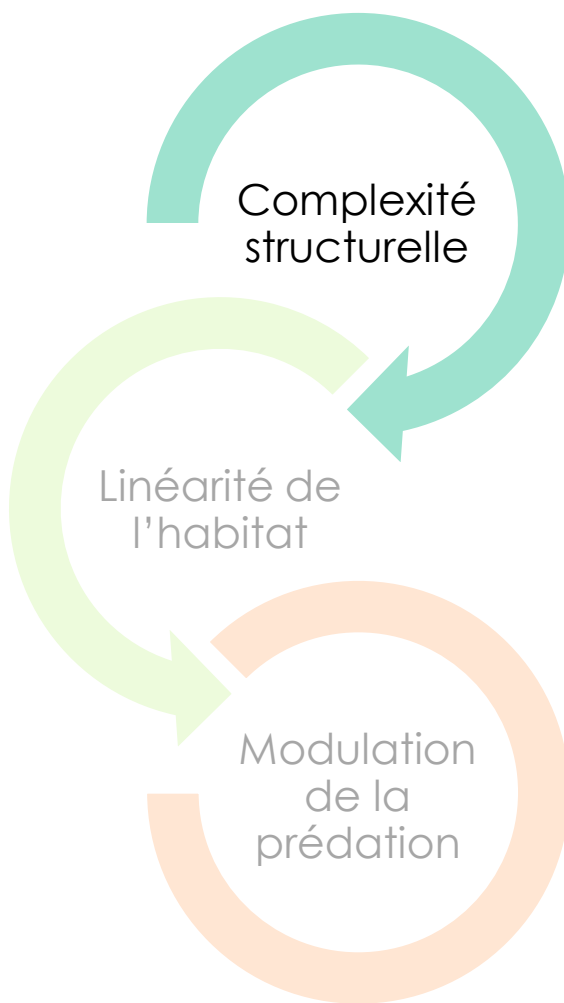 Complexité
structurelle
Linéarité de
l’habitat
Modulation
de la
prédation